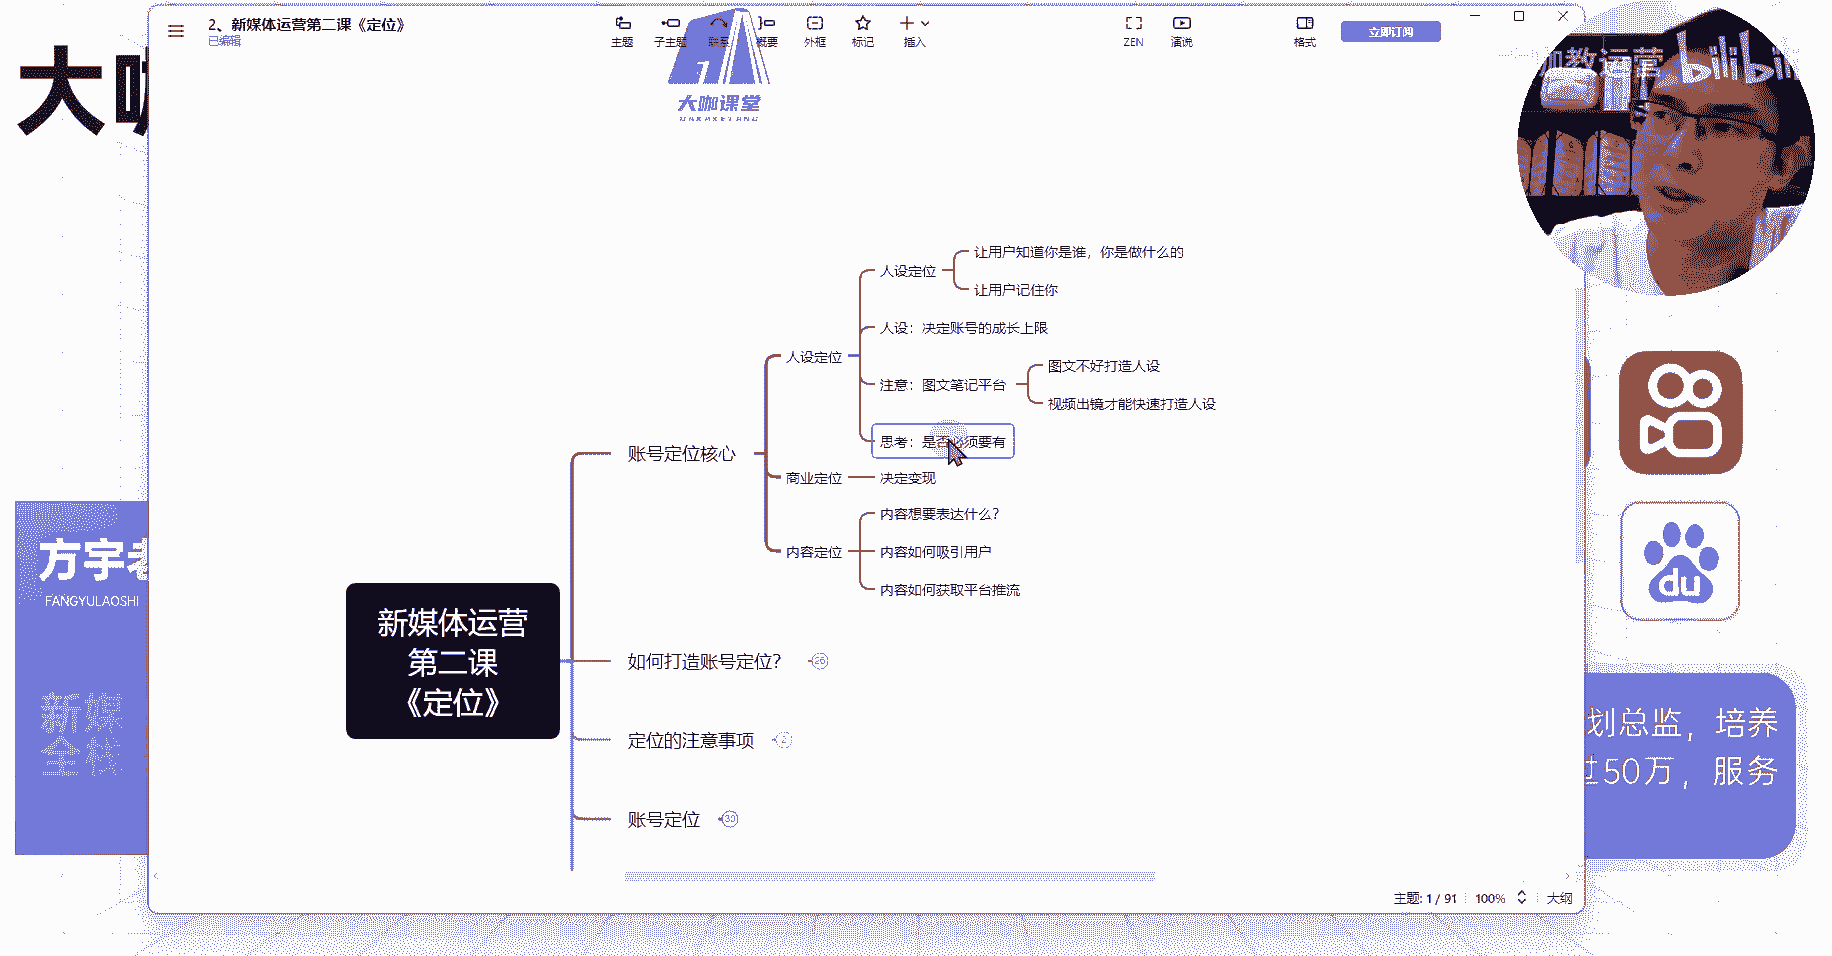 2、新媒体运营第二课《定位》
已编辑
主题
子主题
联系
概要
外框
标记
插入
ZEN
演说
格式
立即订阅
大咖课堂
DAKAKETANG
咖教运营 bilibili
大咖
让用户知道你是谁，你是做什么的
人设定位
让用户记住你
人设：决定账号的成长上限
人设定位
图文不好打造人设
注意：图文笔记平台
视频出镜才能快速打造人设
思考：是否必须要有
账号定位核心
商业定位
决定变现
内容想要表达什么？
内容定位
内容如何吸引用户
内容如何获取平台推流
新媒体运营
第二课
《定位》
如何打造账号定位？
26
定位的注意事项
2
账号定位
30
方宇老
FANGYULAOSHI
新媒
全栈
du
划总监，培养
过50万，服务
主题: 1 / 91
100%
大纲